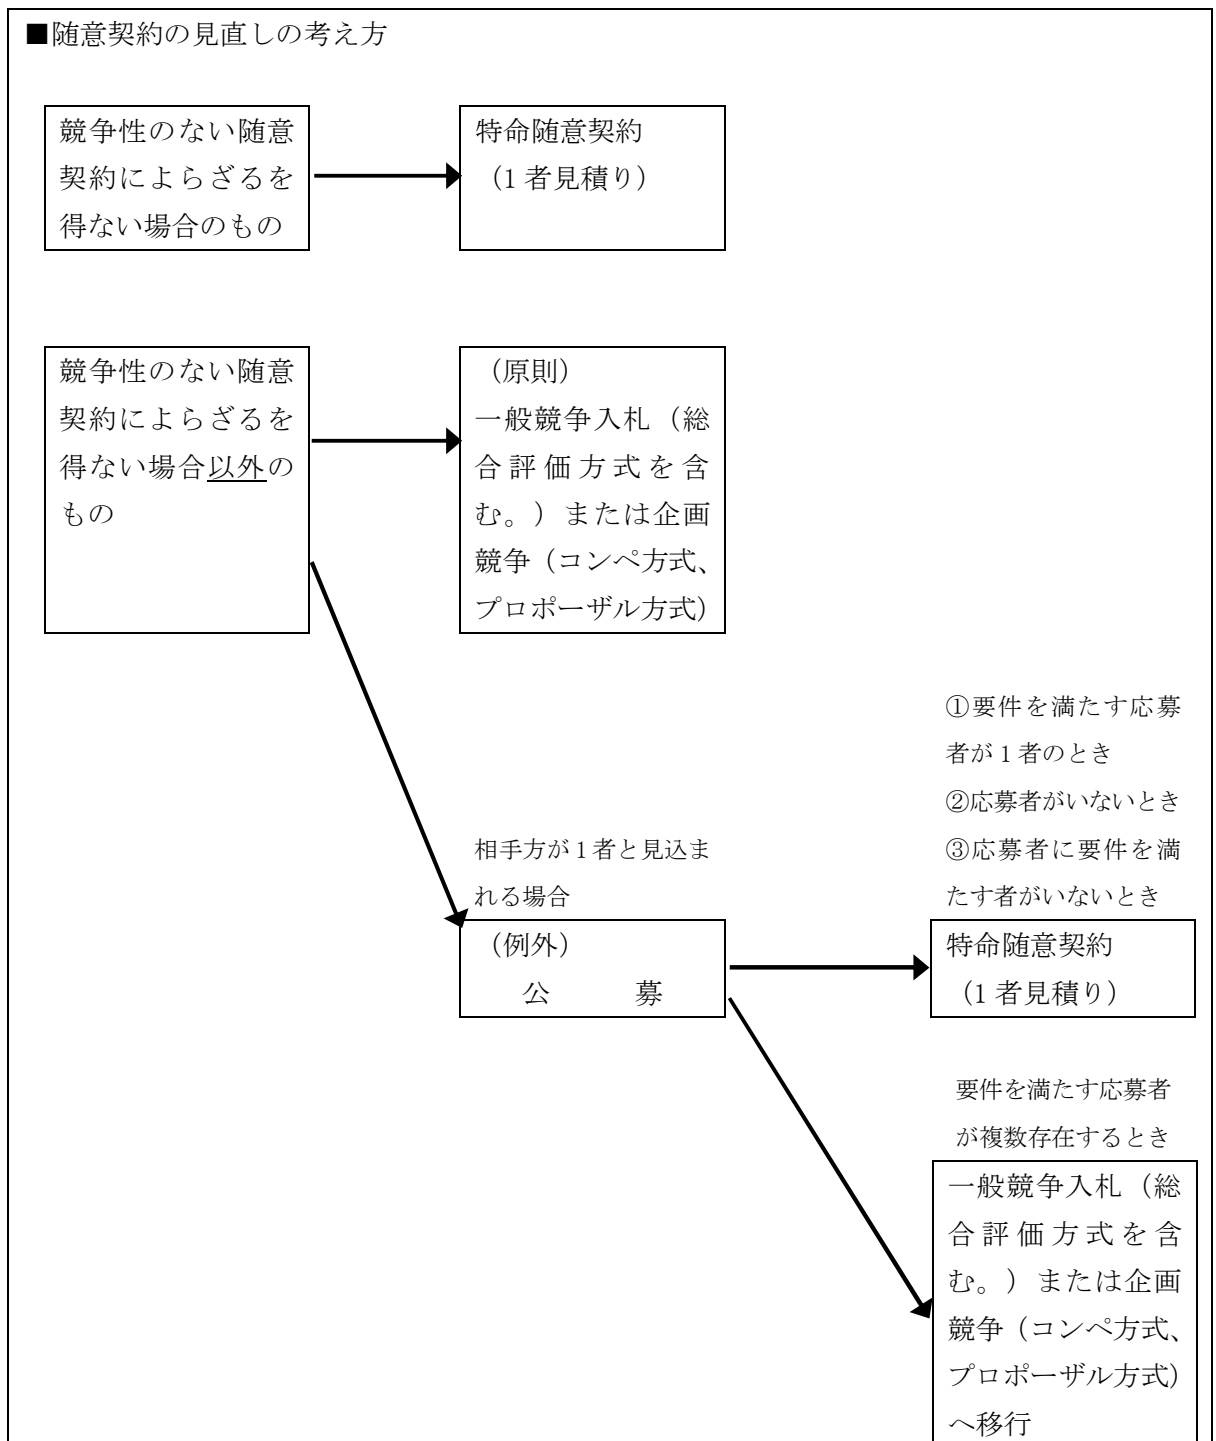 ■随意契約の見直しの考え方
競争性のない随意
契約によらざるを
得ない場合のもの
特命随意契約
（1 者見積り）
競争性のない随意
契約によらざるを
得ない場合以外の
もの
（原則）
一般競争入札（総
合評価方式を含
む。）または企画
競争（コンペ方式、
プロポーザル方式）
相手方が 1 者と見込ま
れる場合
（例外）
公　　　募
①要件を満たす応募
者が 1 者のとき
②応募者がいないとき
③応募者に要件を満
たす者がいないとき
特命随意契約
（1 者見積り）
要件を満たす応募者
が複数存在するとき
一般競争入札（総
合評価方式を含
む。）または企画
競争（コンペ方式、
プロポーザル方式）
へ移行